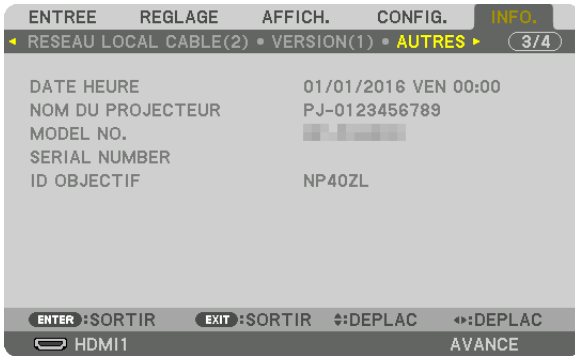 ENTREE REGLAGE AFFICH. CONFIG. INFO.
RESEAU LOCAL CABLE(2) • VERSION(1) • AUTRES 3/4
DATE HEURE 01/01/2016 VEN 00:00
NOM DU PROJECTEUR PJ-0123456789
MODEL NO.
SERIAL NUMBER
ID OBJECTIF NP40ZL
ENTER :SORTIR EXIT :SORTIR :DEPLAC :DEPLAC
HDMI1 AVANCE